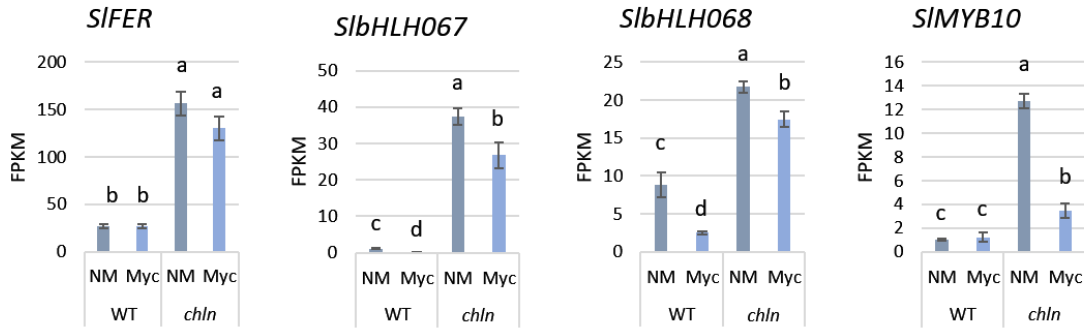 SlFER
200
150
100
50
0
FPKM
a
a
b
b
NM Myc NM Myc
WT chln
SlbHLH067
50
40
30
20
10
0
FPKM
a
b
c
d
NM Myc NM Myc
WT chln
SlbHLH068
25
20
15
10
5
0
FPKM
a
b
c
d
NM Myc NM Myc
WT chln
SlMYB10
16
14
12
10
8
6
4
2
0
FPKM
a
b
c
c
NM Myc NM Myc
WT chln